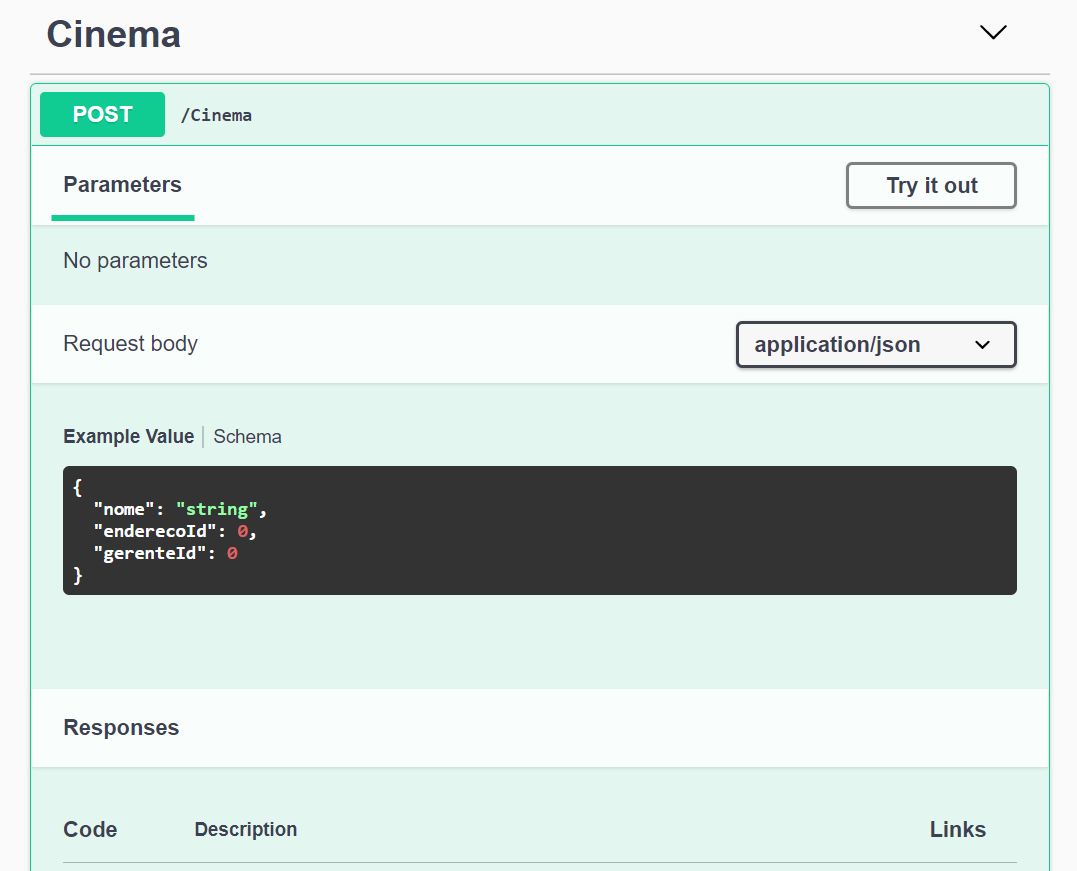 Cinema
POST /Cinema
Parameters Try it out
No parameters
Request body application/json
Example Value Schema
{
"nome": "string",
"enderecoId": 0,
"gerenteId": 0
}
Responses
Code Description Links